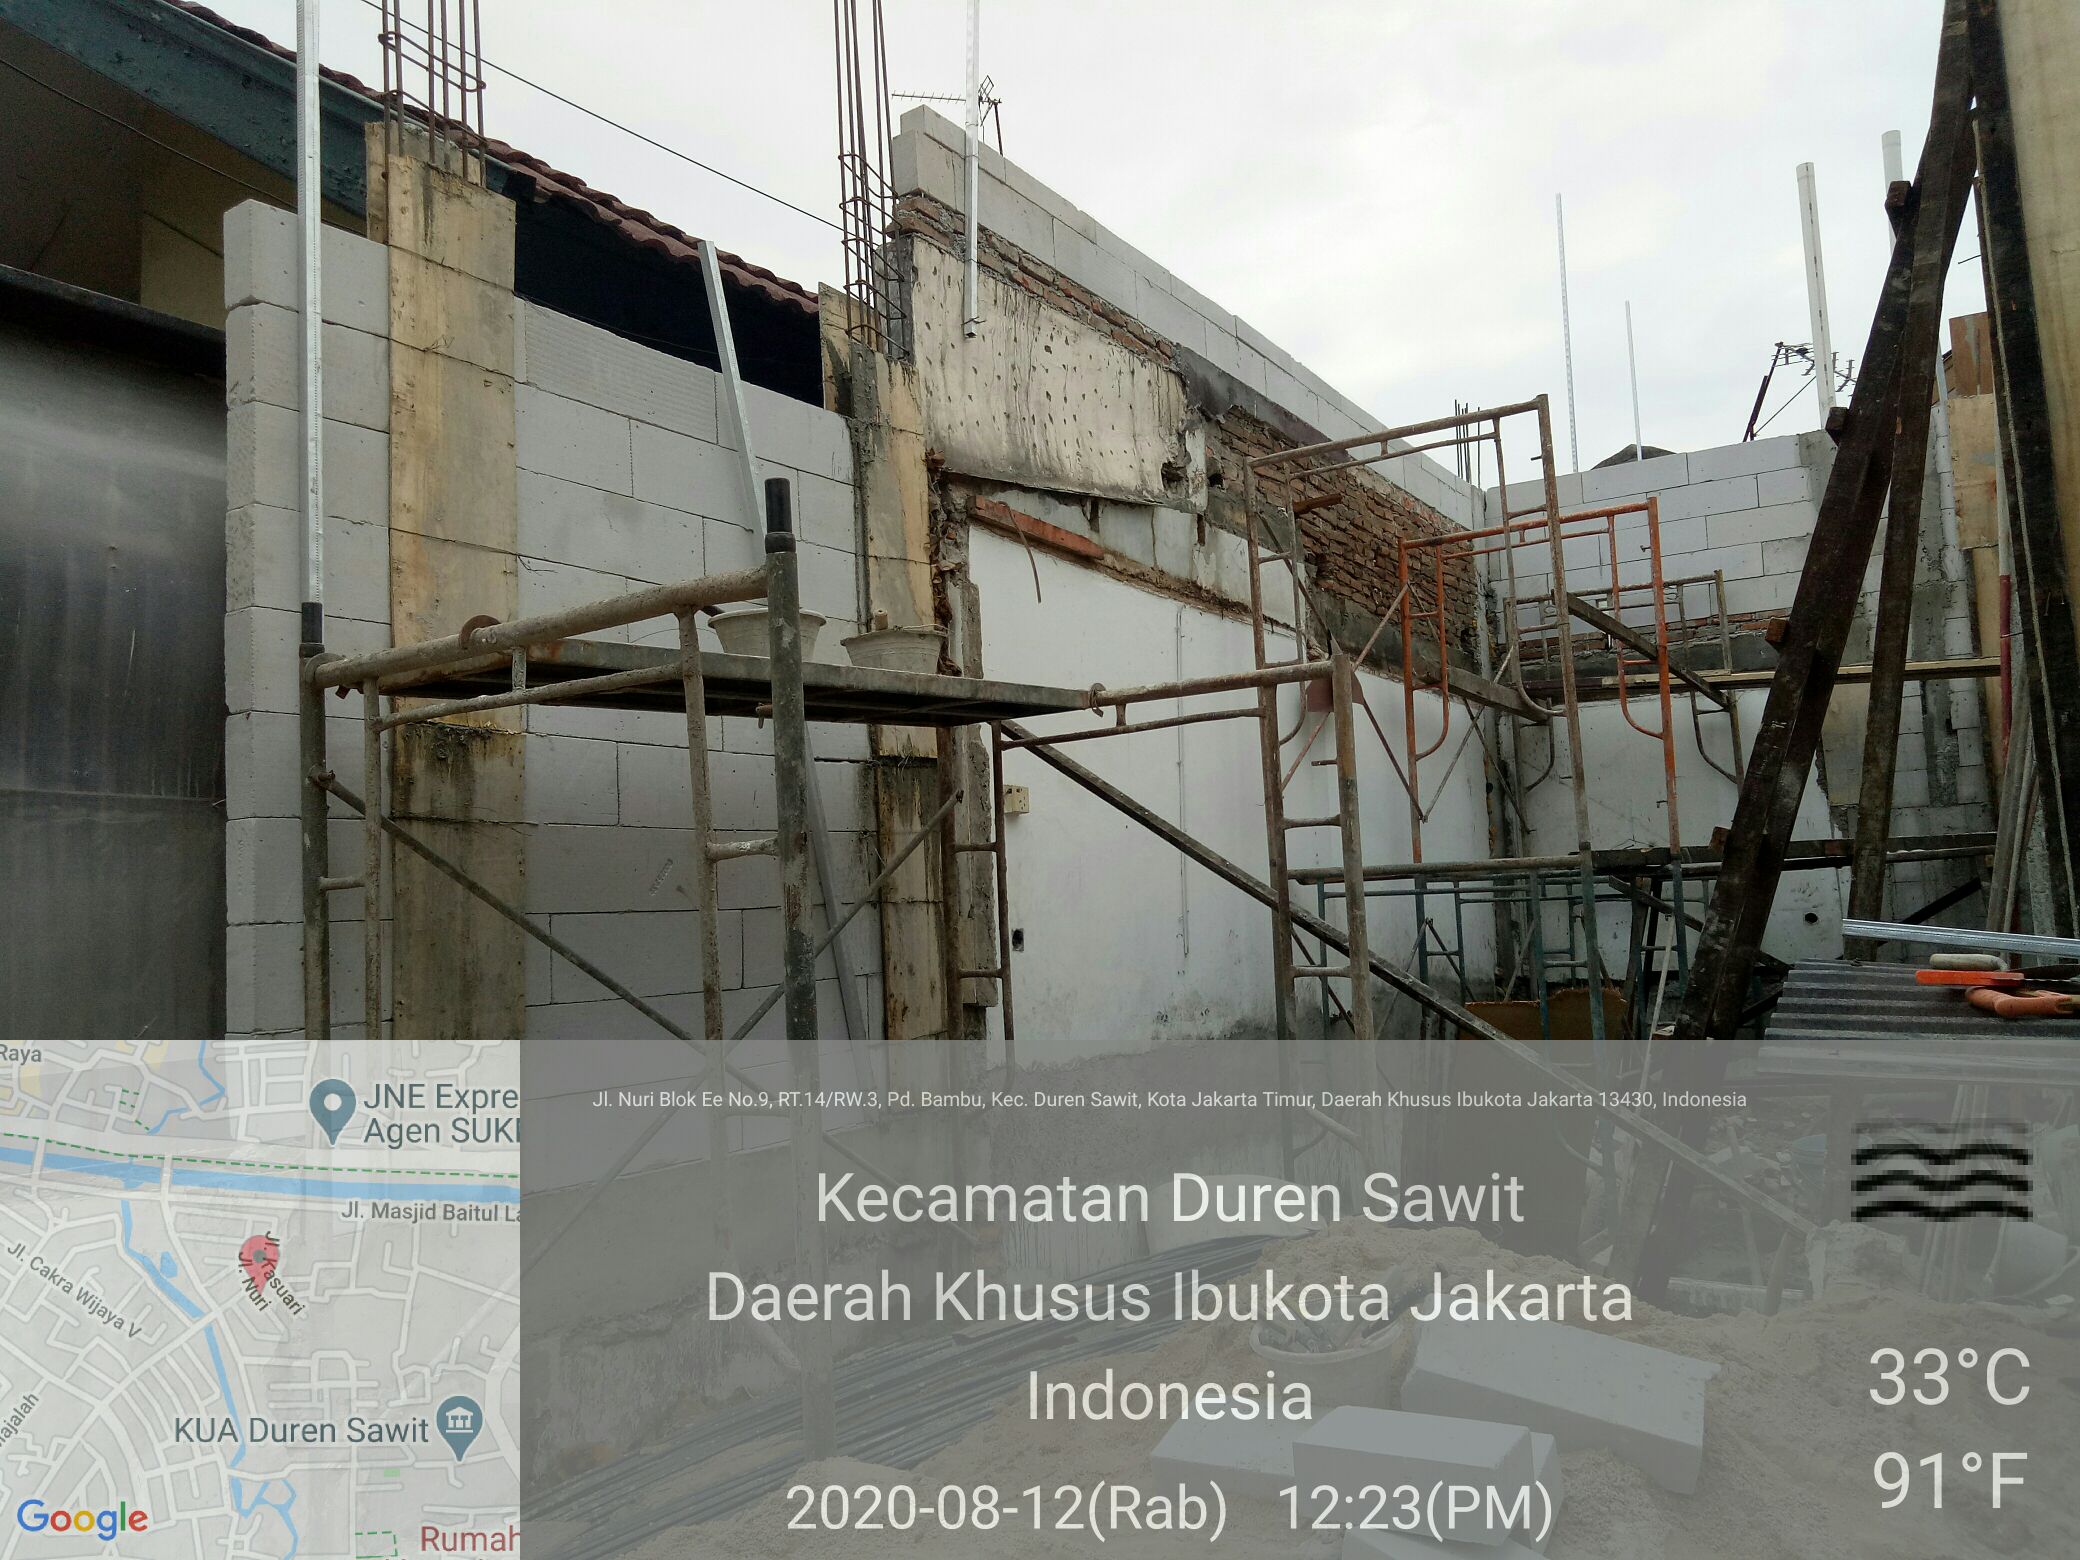 Jl. Nuri Blok Ee No.9, RT.14/RW.3, Pd. Bambu, Kec. Duren Sawit, Kota Jakarta Timur, Daerah Khusus Ibukota Jakarta 13430, Indonesia
Kecamatan Duren Sawit
Daerah Khusus Ibukota Jakarta
Indonesia
2020-08-12(Rab) 12:23(PM)
33°C
91°F
Raya
JNE Expre
Agen SUKI
Jl. Masjid Baitul La
Jl. Kasuari
Jl. Nuri
Jl. Cakra Wijaya V
KUA Duren Sawit
Google
Rumah